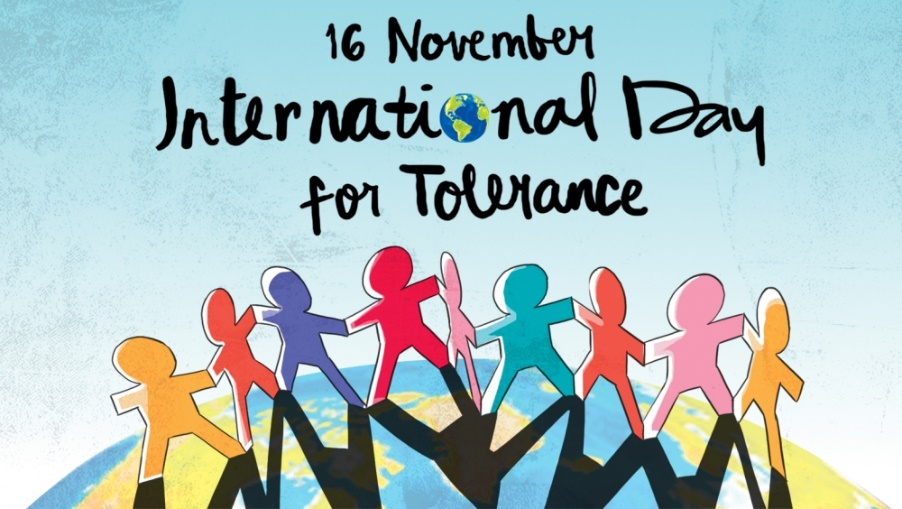 16 November
International Day
for Tolerance